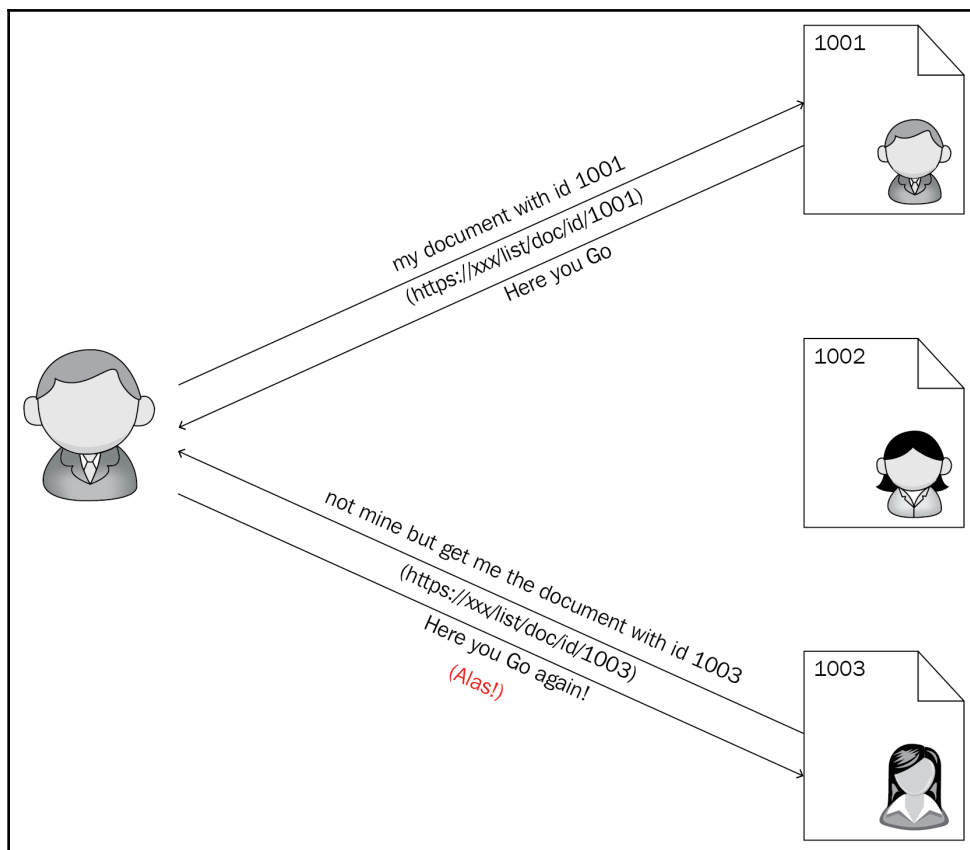 1001
my document with id 1001
(https://xxx/list/doc/id/1001)
Here you Go
1002
not mine but get me the document with id 1003
(https://xxx/list/doc/id/1003)
Here you Go again!
(Alas!)
1003